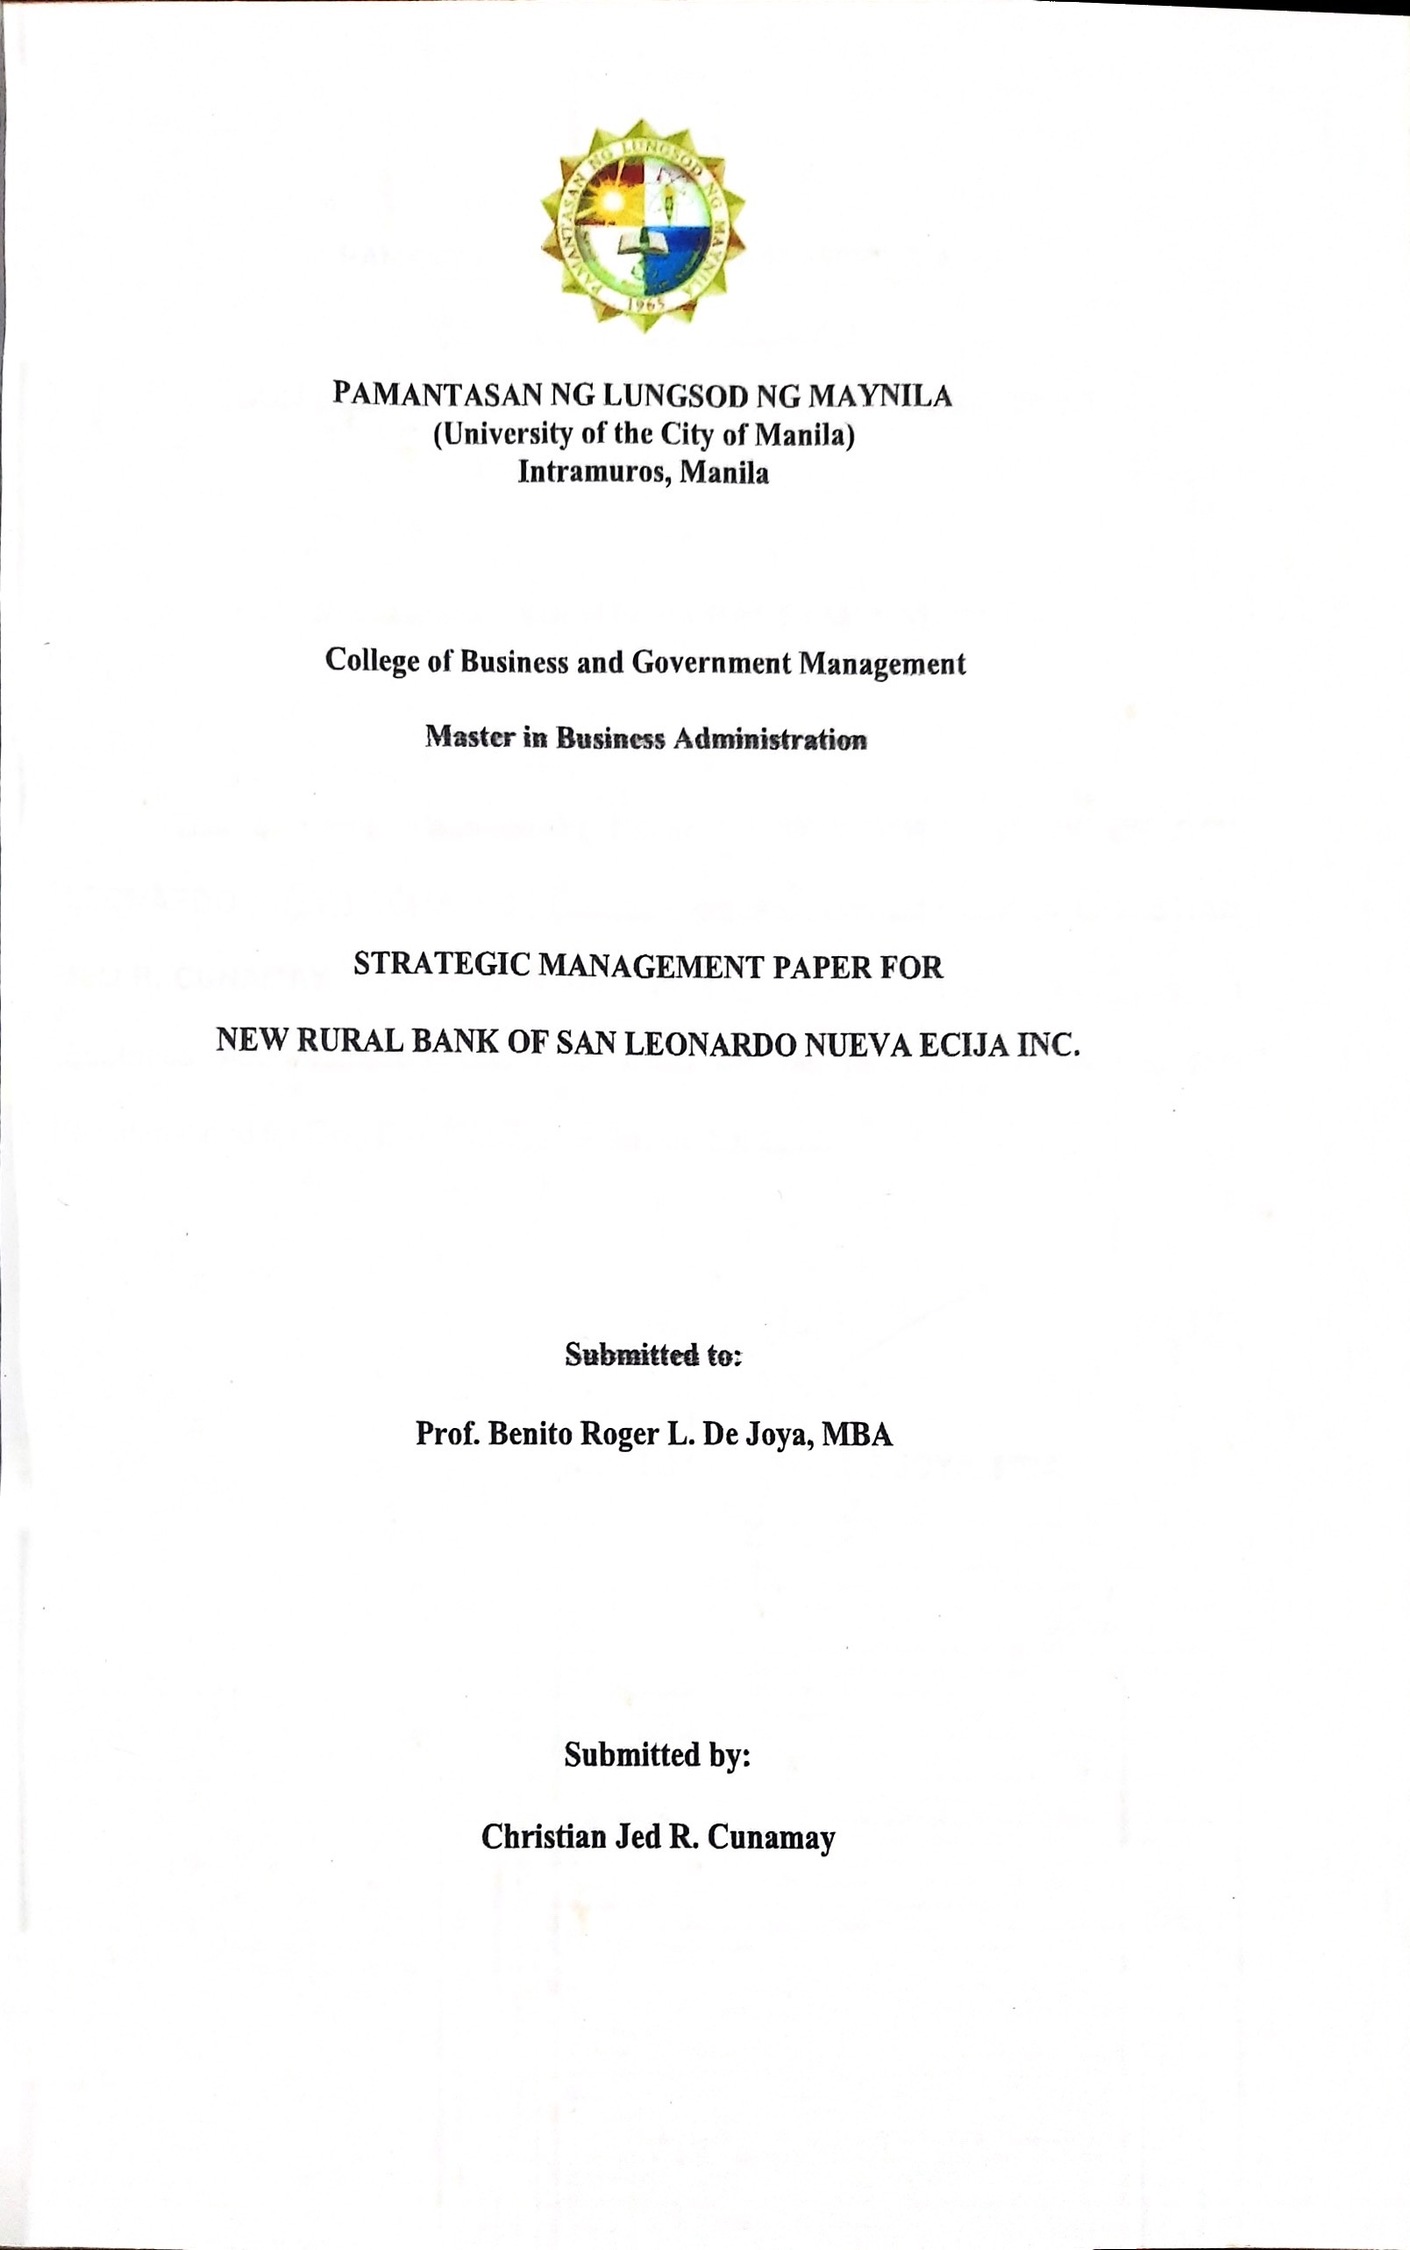 PAMANTASAN NG LUNGSOD NG MAYNILA
1965
PAMANTASAN NG LUNGSOD NG MAYNILA
(University of the City of Manila)
Intramuros, Manila
College of Business and Government Management
Master in Business Administration
STRATEGIC MANAGEMENT PAPER FOR
NEW RURAL BANK OF SAN LEONARDO NUEVA ECIJA INC.
Submitted to:
Prof. Benito Roger L. De Joya, MBA
Submitted by:
Christian Jed R. Cunamay